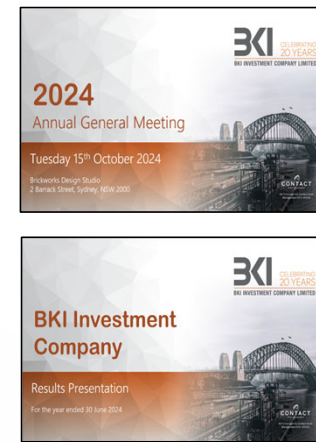 BKI
CELEBRATING
20 YEARS
BKI INVESTMENT COMPANY LIMITED
2024
Annual General Meeting
Tuesday 15th October 2024
Brickworks Design Studio
2 Barrack Street, Sydney, NSW 2000
CONTACT
BKI
CELEBRATING
20 YEARS
BKI INVESTMENT COMPANY LIMITED
BKI Investment
Company
Results Presentation
For the year ended 30 June 2024
CONTACT